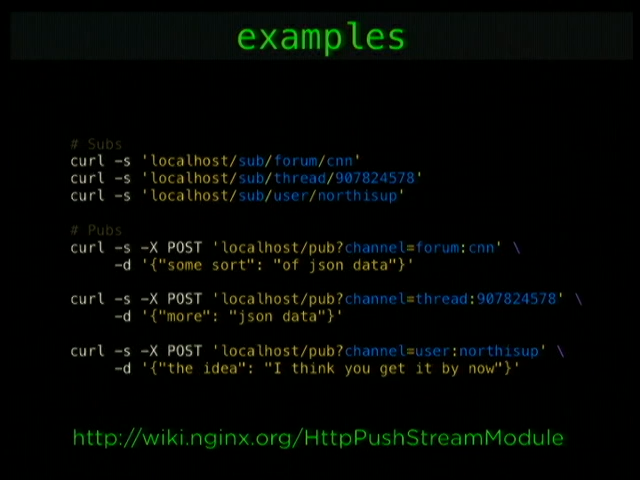 examples
# Subs
curl -s 'localhost/sub/forum/cnn'
curl -s 'localhost/sub/thread/907824578'
curl -s 'localhost/sub/user/northisup'
# Pubs
curl -s -X POST 'localhost/pub?channel=forum:cnn' \
-d '{"some sort": "of json data"}'
curl -s -X POST 'localhost/pub?channel=thread:907824578' \
-d '{"more": "json data"}'
curl -s -X POST 'localhost/pub?channel=user:northisup' \
-d '{"the idea": "I think you get it by now"}'
http://wiki.nginx.org/HttpPushStreamModule